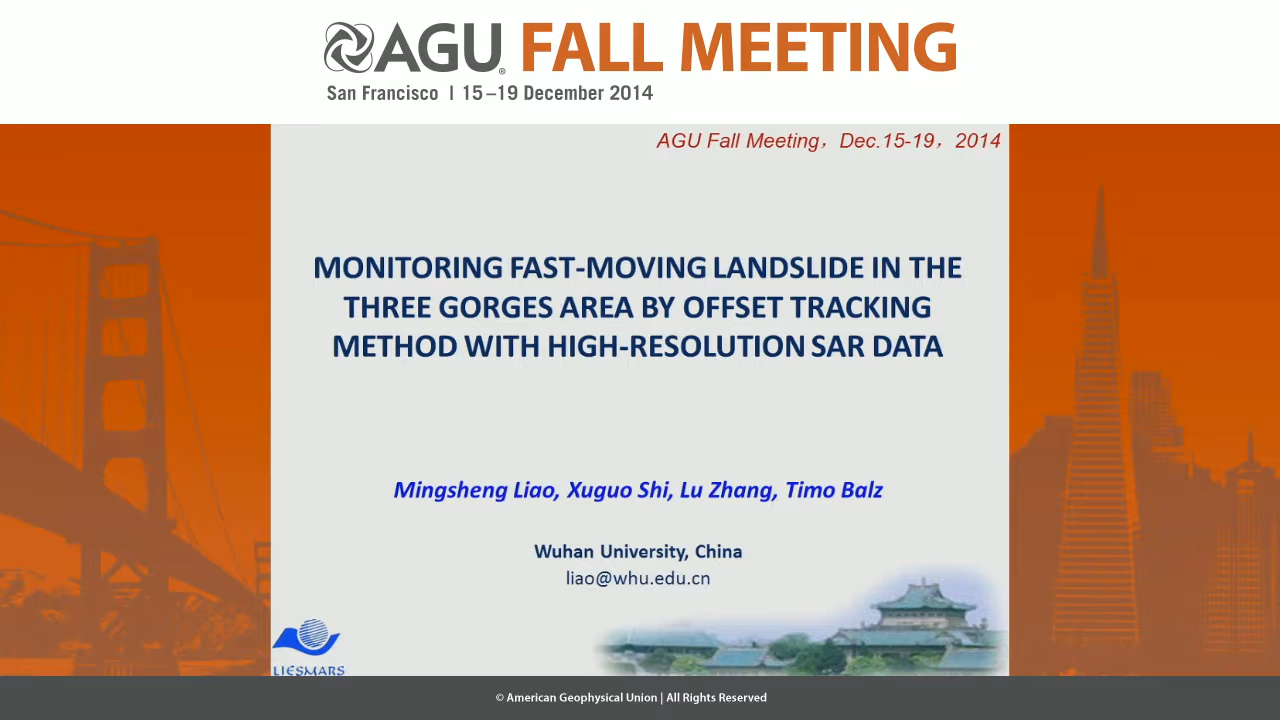 AGU® FALL MEETING
San Francisco | 15–19 December 2014
AGU Fall Meeting，Dec.15-19，2014
MONITORING FAST-MOVING LANDSLIDE IN THE
THREE GORGES AREA BY OFFSET TRACKING
METHOD WITH HIGH-RESOLUTION SAR DATA
Mingsheng Liao, Xuguo Shi, Lu Zhang, Timo Balz
Wuhan University, China
liao@whu.edu.cn
LIESMARS
© American Geophysical Union | All Rights Reserved